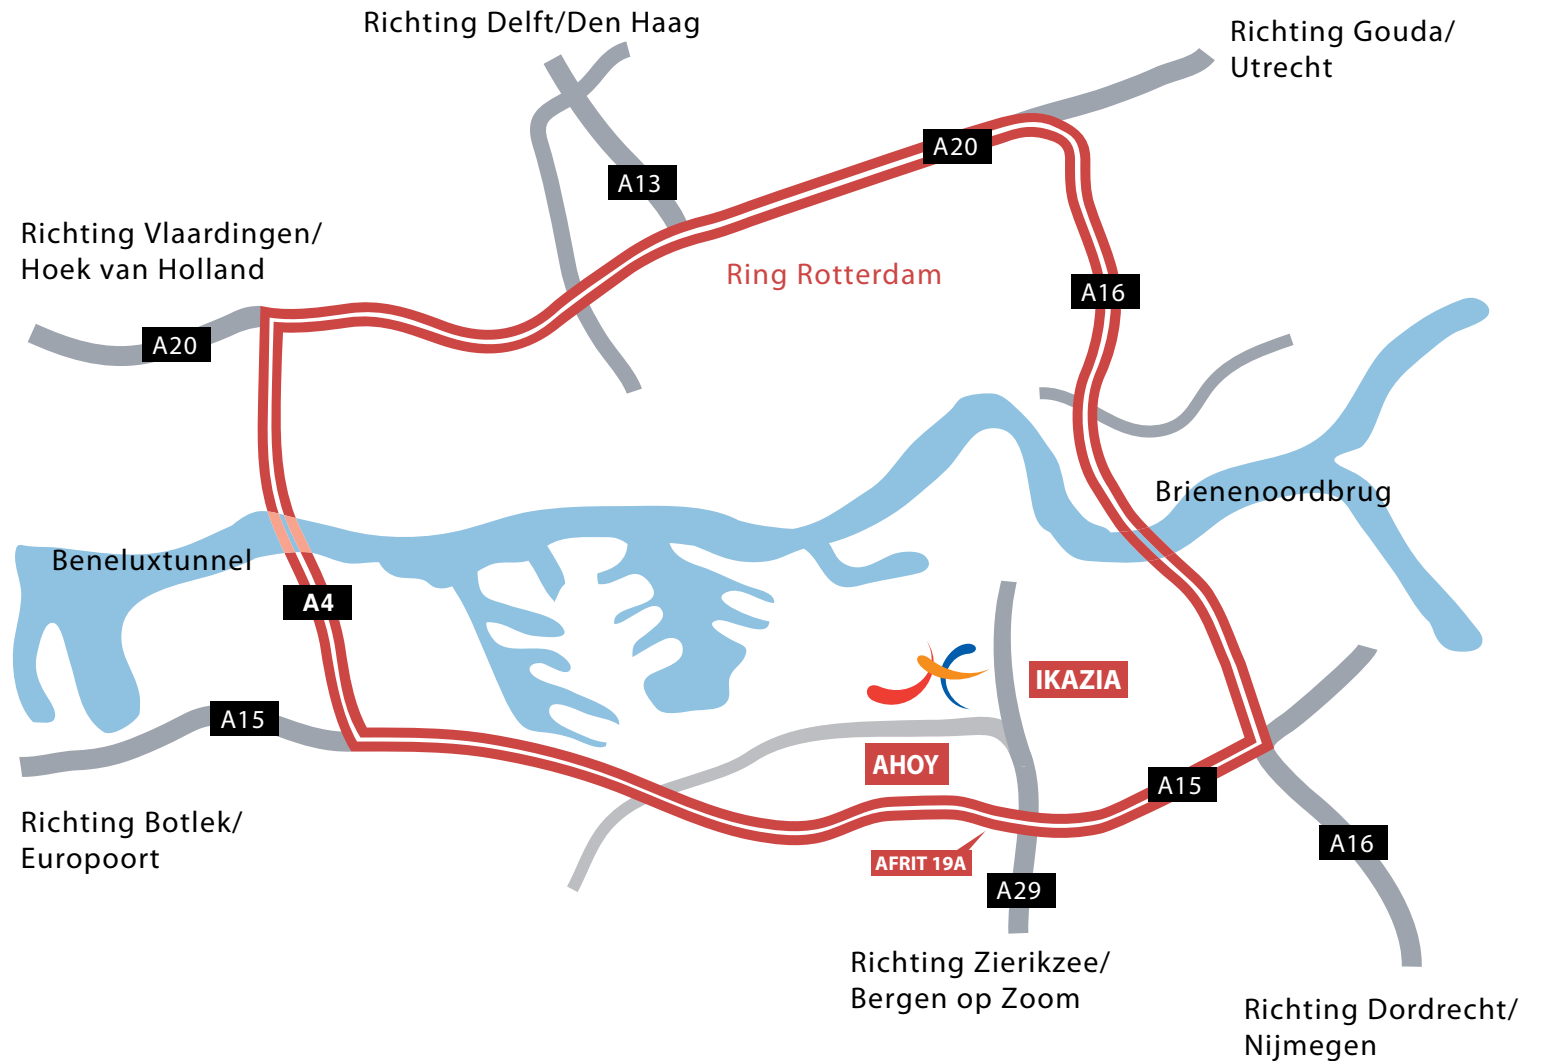 Richting Delft/Den Haag
Richting Gouda/
Utrecht
A20
A13
Richting Vlaardingen/
Hoek van Holland
Ring Rotterdam
A16
A20
Brienenoordbrug
Beneluxtunnel
A4
IKAZIA
A15
AHOY
A15
Richting Botlek/
Europoort
A16
AFRIT 19A
A29
Richting Zierikzee/
Bergen op Zoom
Richting Dordrecht/
Nijmegen